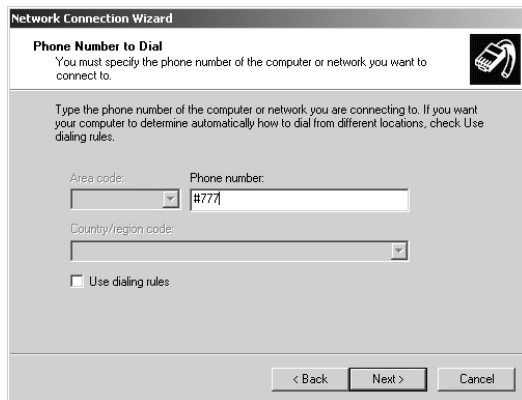 Network Connection Wizard
Phone Number to Dial
You must specify the phone number of the computer or network you want to
connect to.
Type the phone number of the computer or network you are connecting to. If you want
your computer to determine automatically how to dial from different locations, check Use
dialing rules.
Area code: Phone number:
#777
Country/region code:
Use dialing rules
< Back Next > Cancel